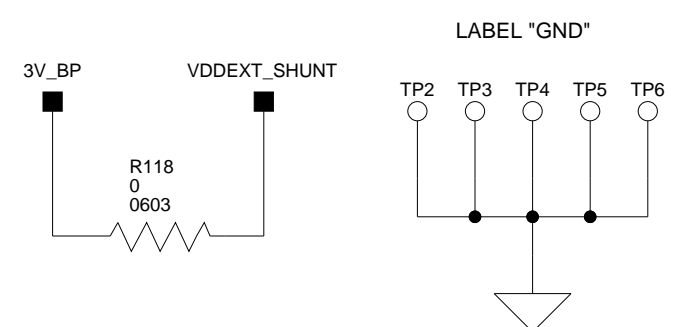 LABEL "GND"
3V_BP VDDEXT_SHUNT
TP2 TP3 TP4 TP5 TP6
R118
0
0603